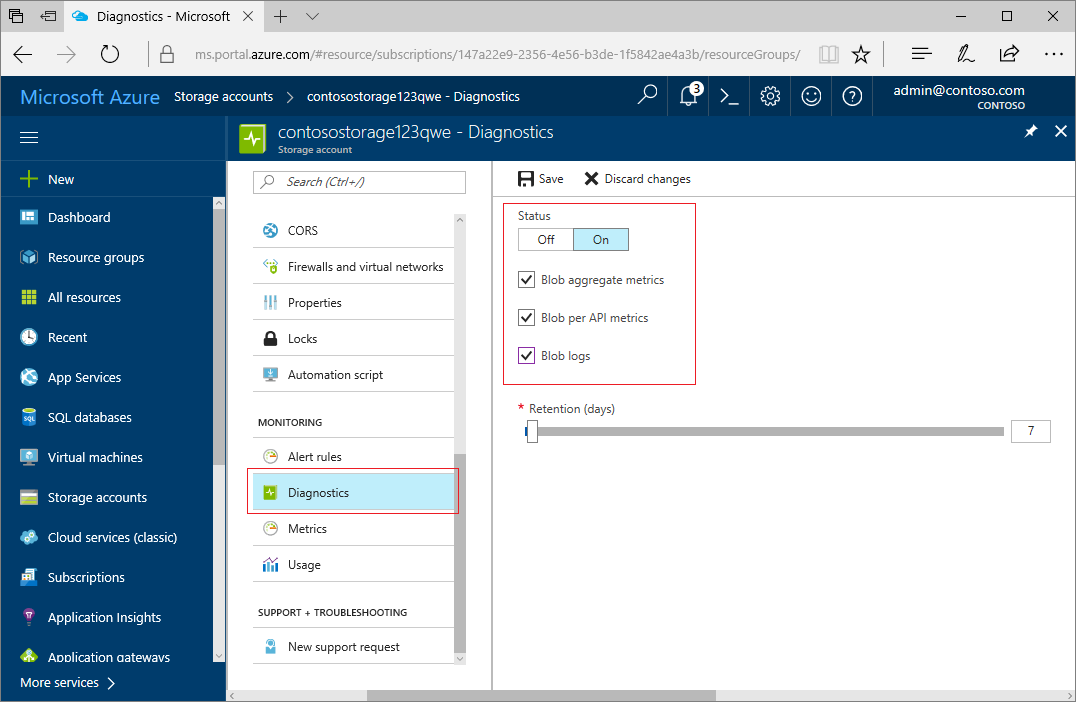 Diagnostics - Microsoft
ms.portal.azure.com/#resource/subscriptions/147a22e9-2356-4e56-b3de-1f5842ae4a3b/resourceGroups/
Microsoft Azure Storage accounts contosostorage123qwe - Diagnostics
3
admin@contoso.com
CONTOSO
contosostorage123qwe - Diagnostics
Storage account
New
Dashboard
Resource groups
All resources
Recent
App Services
SQL databases
Virtual machines
Storage accounts
Cloud services (classic)
Subscriptions
Application Insights
Application gateways
More services
Search (Ctrl+/)
CORS
Firewalls and virtual networks
Properties
Locks
Automation script
MONITORING
Alert rules
Diagnostics
Metrics
Usage
SUPPORT + TROUBLESHOOTING
New support request
Save Discard changes
Status
Off On
Blob aggregate metrics
Blob per API metrics
Blob logs
* Retention (days)
7